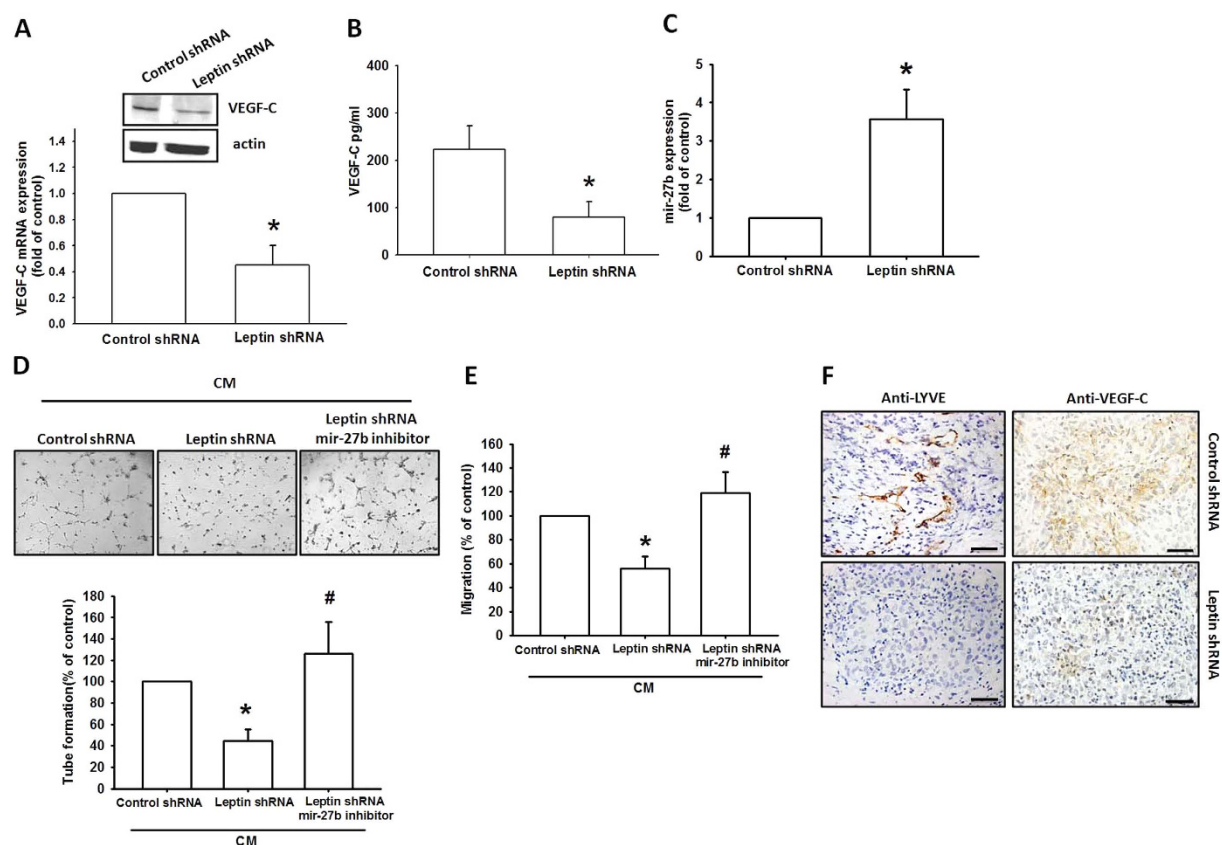 A
Control shRNA
Leptin shRNA
VEGF-C
actin
VEGF-C mRNA expression
(fold of control)
1.4
1.2
1.0
0.8
0.6
0.4
0.2
0.0
*
Control shRNA
Leptin shRNA
B
VEGF-C pg/ml
400
300
200
100
0
*
Control shRNA
Leptin shRNA
C
mir-27b expression
(fold of control)
5
4
3
2
1
0
*
Control shRNA
Leptin shRNA
D
CM
Control shRNA
Leptin shRNA
Leptin shRNA
mir-27b inhibitor
Tube formation(% of control)
180
160
140
120
100
80
60
40
20
0
*
#
Control shRNA
Leptin shRNA
Leptin shRNA
mir-27b inhibitor
CM
E
Migration (% of control)
160
140
120
100
80
60
40
20
0
*
#
Control shRNA
Leptin shRNA
Leptin shRNA
mir-27b inhibitor
CM
F
Anti-LYVE
Anti-VEGF-C
Control shRNA
Leptin shRNA